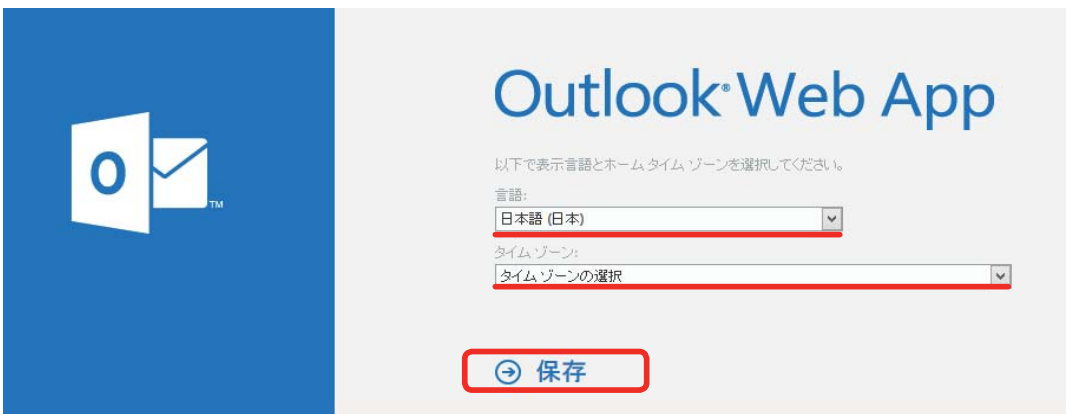 Outlook® Web App
以下で表示言語とホーム タイム ゾーンを選択してください。
言語:
日本語 (日本)
タイム ゾーン:
タイム ゾーンの選択
保存
O
TM